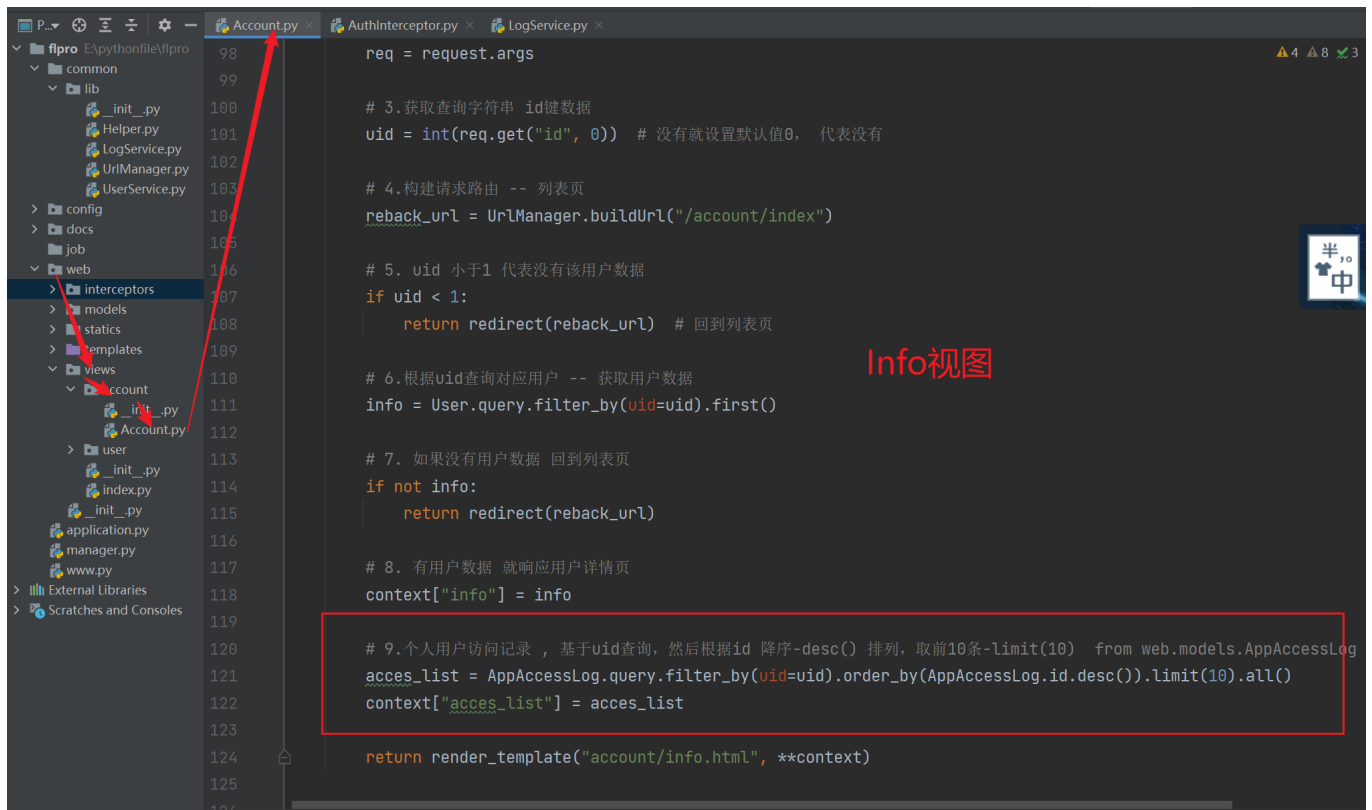 P...
Account.py
AuthInterceptor.py
LogService.py
flpro E:\pythonfile\flpro
common
lib
__init__.py
Helper.py
LogService.py
UrlManager.py
UserService.py
config
docs
job
web
interceptors
models
statics
templates
views
account
__init__.py
Account.py
user
__init__.py
index.py
__init__.py
application.py
manager.py
www.py
External Libraries
Scratches and Consoles
4 8 3
98 req = request.args
99
100 # 3.获取查询字符串 id键数据
101 uid = int(req.get("id", 0)) # 没有就设置默认值0， 代表没有
102
103 # 4.构建请求路由 -- 列表页
104 reback_url = UrlManager.buildUrl("/account/index")
105
106 # 5. uid 小于1 代表没有该用户数据
107 if uid < 1:
108 return redirect(reback_url) # 回到列表页
109
110 # 6.根据uid查询对应用户 -- 获取用户数据
111 info = User.query.filter_by(uid=uid).first()
112
113 # 7. 如果没有用户数据 回到列表页
114 if not info:
115 return redirect(reback_url)
116
117 # 8. 有用户数据 就响应用户详情页
118 context["info"] = info
119
120 # 9.个人用户访问记录 , 基于uid查询，然后根据id 降序-desc() 排列，取前10条-limit(10) from web.models.AppAccessLog
121 acces_list = AppAccessLog.query.filter_by(uid=uid).order_by(AppAccessLog.id.desc()).limit(10).all()
122 context["acces_list"] = acces_list
123
124 return render_template("account/info.html", **context)
125
Info视图
半 ,。
中